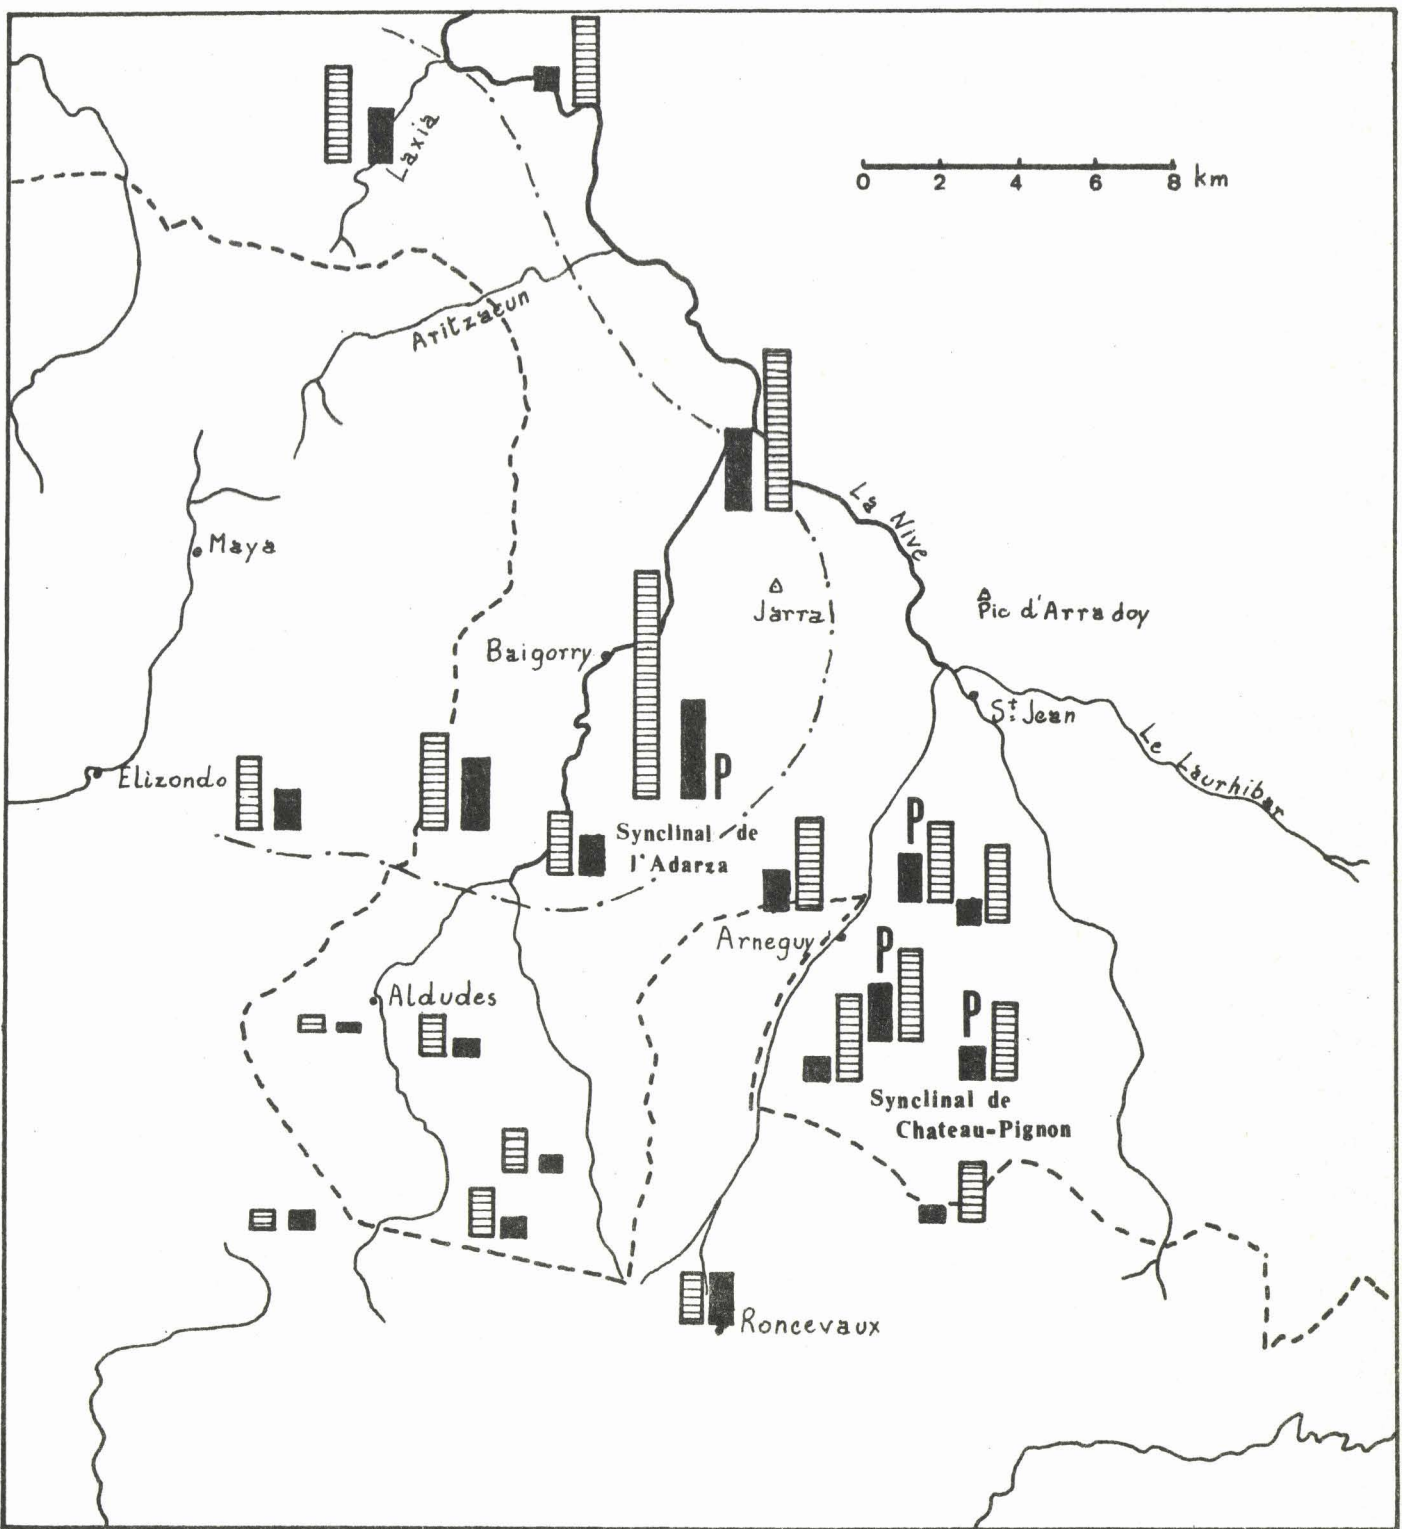 Laxia
0 2 4 6 8 km
Aritzacun
La Nive
Maya
Jarra
Pic d'Arradoy
Baigorry
St Jean
Le Laurhibar
Elizondo
P
P
Synclinal de
l'Adarza
Arneguy
P
Aldudes
P
Synclinal de
Chateau-Pignon
Roncevaux